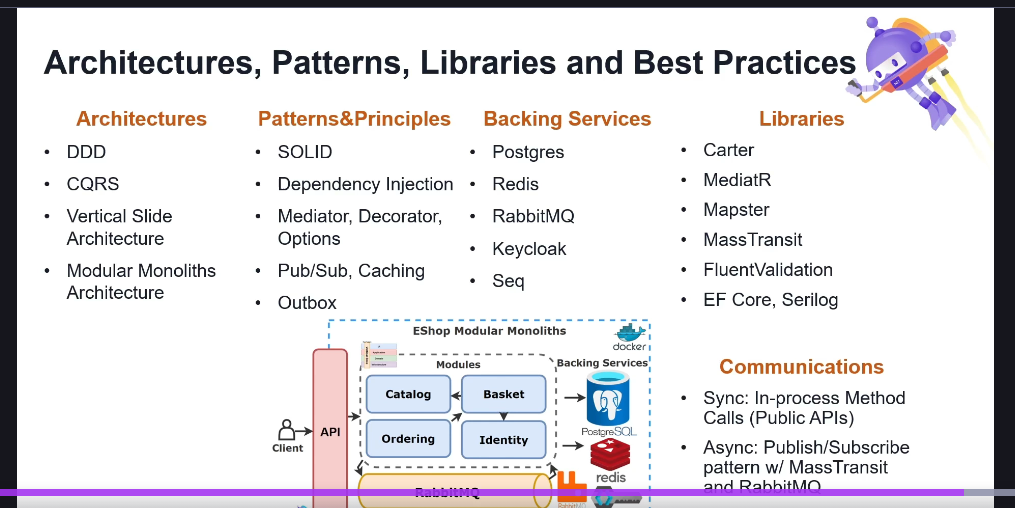 Architectures, Patterns, Libraries and Best Practices
Architectures
• DDD
• CQRS
• Vertical Slide
Architecture
• Modular Monoliths
Architecture
Patterns&Principles
• SOLID
• Dependency Injection
• Mediator, Decorator,
Options
• Pub/Sub, Caching
• Outbox
Backing Services
• Postgres
• Redis
• RabbitMQ
• Keycloak
• Seq
Libraries
• Carter
• MediatR
• Mapster
• MassTransit
• FluentValidation
• EF Core, Serilog
Communications
• Sync: In-process Method
Calls (Public APIs)
• Async: Publish/Subscribe
pattern w/ MassTransit
and RabbitMQ
EShop Modular Monoliths
docker
Modules
Backing Services
Catalog
Basket
Ordering
Identity
Client
API
PostgreSQL
redis
RabbitMQ
RabbitMQ